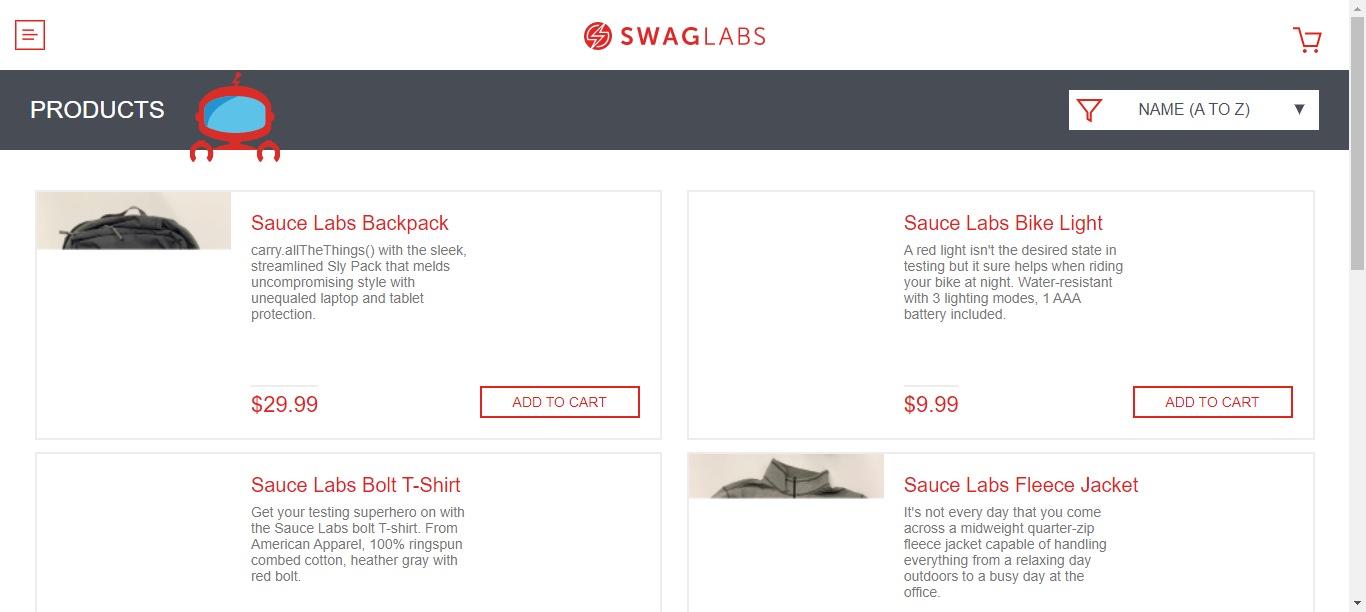 SWAGLABS
PRODUCTS
NAME (A TO Z)
Sauce Labs Backpack
carry.allTheThings() with the sleek,
streamlined Sly Pack that melds
uncompromising style with
unequaled laptop and tablet
protection.
$29.99
ADD TO CART
Sauce Labs Bike Light
A red light isn't the desired state in
testing but it sure helps when riding
your bike at night. Water-resistant
with 3 lighting modes, 1 AAA
battery included.
$9.99
ADD TO CART
Sauce Labs Bolt T-Shirt
Get your testing superhero on with
the Sauce Labs bolt T-shirt. From
American Apparel, 100% ringspun
combed cotton, heather gray with
red bolt.
Sauce Labs Fleece Jacket
It's not every day that you come
across a midweight quarter-zip
fleece jacket capable of handling
everything from a relaxing day
outdoors to a busy day at the
office.